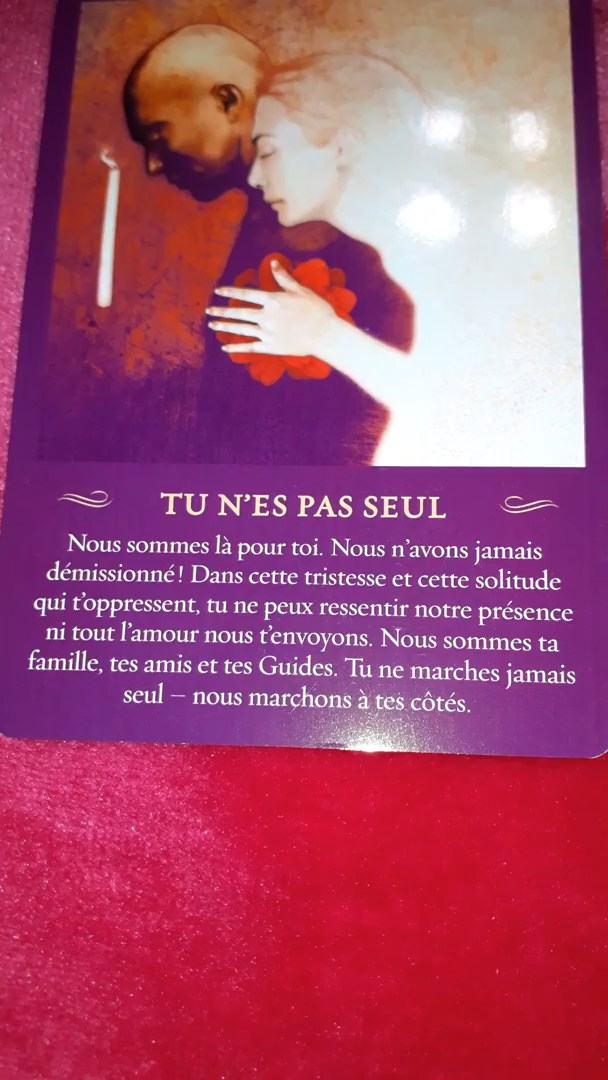 TU N'ES PAS SEUL
Nous sommes là pour toi. Nous n'avons jamais
démissionné! Dans cette tristesse et cette solitude
qui t'oppressent, tu ne peux ressentir notre présence
ni tout l'amour nous t'envoyons. Nous sommes ta
famille, tes amis et tes Guides. Tu ne marches jamais
seul – nous marchons à tes côtés.